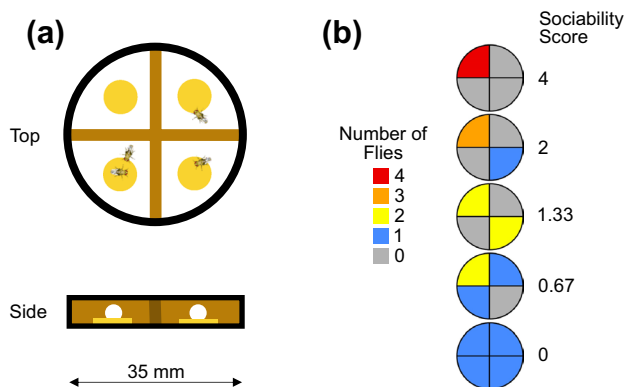 (a)
Top
Side
35 mm
(b)
Sociability
Score
Number of
Flies
4
3
2
1
0
4
2
1.33
0.67
0